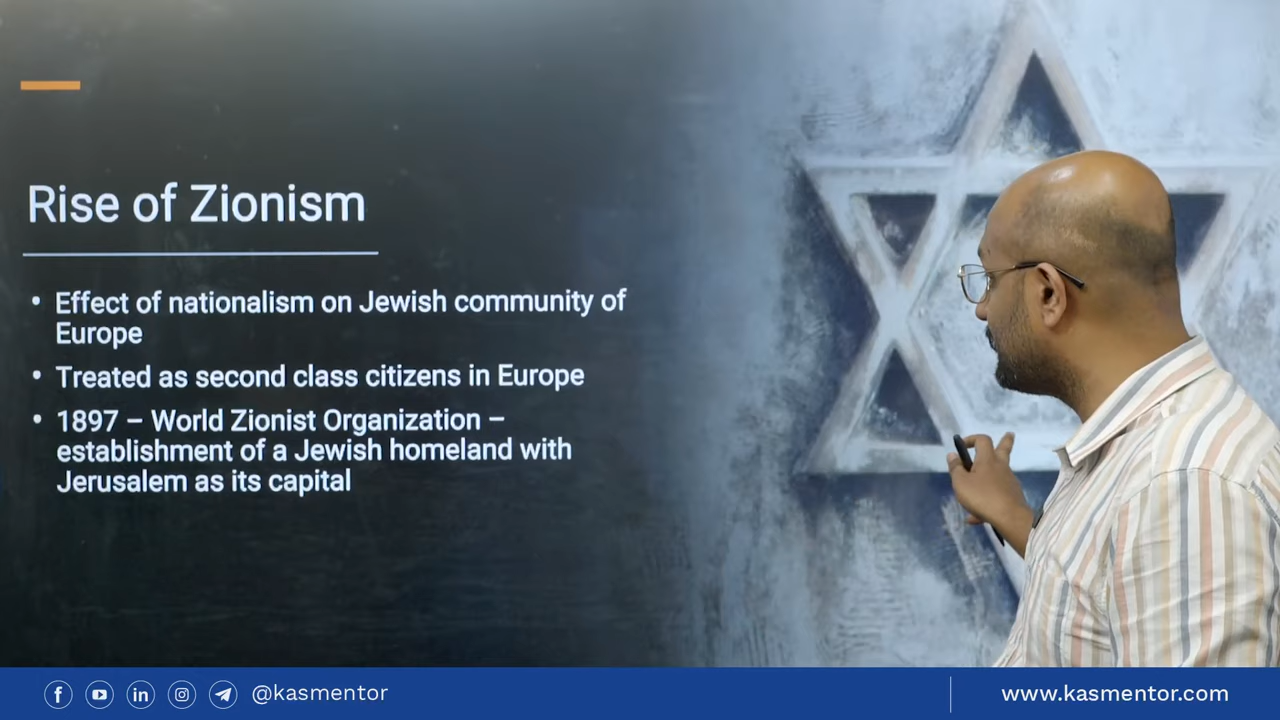 Rise of Zionism
• Effect of nationalism on Jewish community of
Europe
• Treated as second class citizens in Europe
• 1897 – World Zionist Organization –
establishment of a Jewish homeland with
Jerusalem as its capital
@kasmentor
www.kasmentor.com